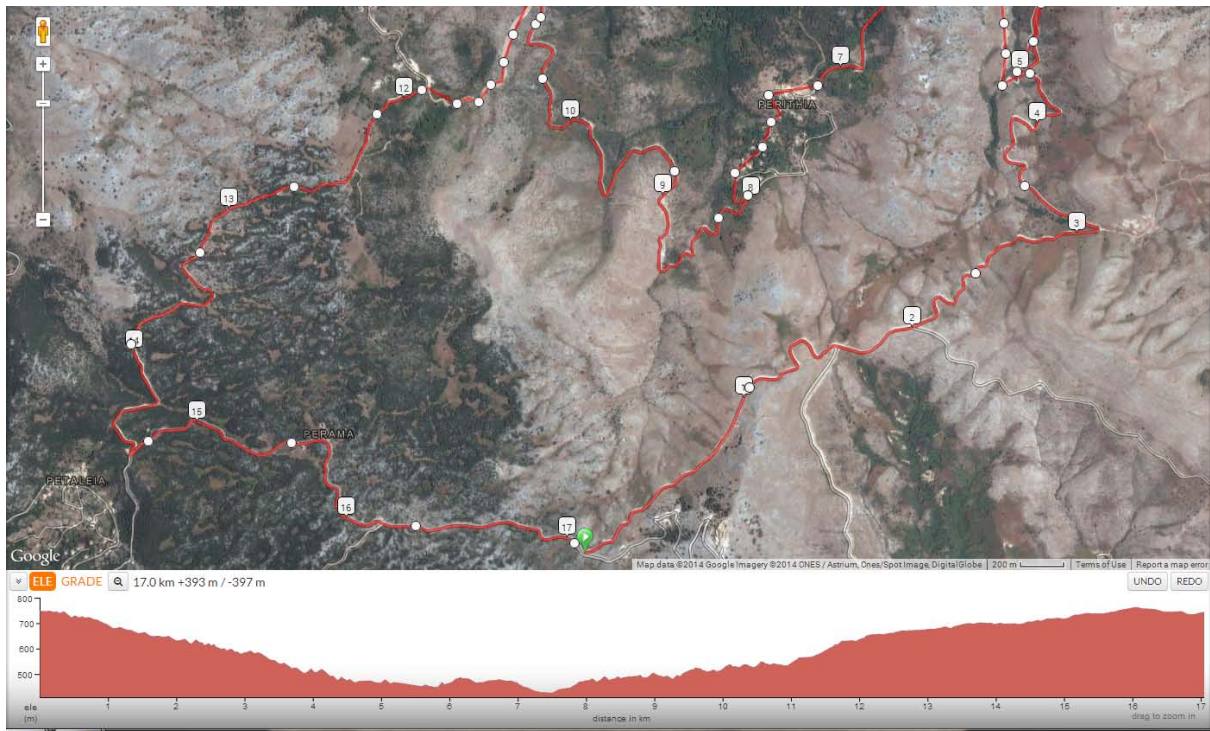 7
12
5
PERITHIA
10
4
9
8
13
3
2
14
1
15
PERAMA
PETALEIA
16
17
Google
Map data ©2014 Google Imagery ©2014 CNES / Astrium, Cnes/Spot Image, DigitalGlobe 200 m Terms of Use Report a map error
ELE GRADE 17.0 km +393 m / -397 m UNDO REDO
800
700
600
500
1 2 3 4 5 6 7 8 9 10 11 12 13 14 15 16 17
ele
(m) distance in km drag to zoom in